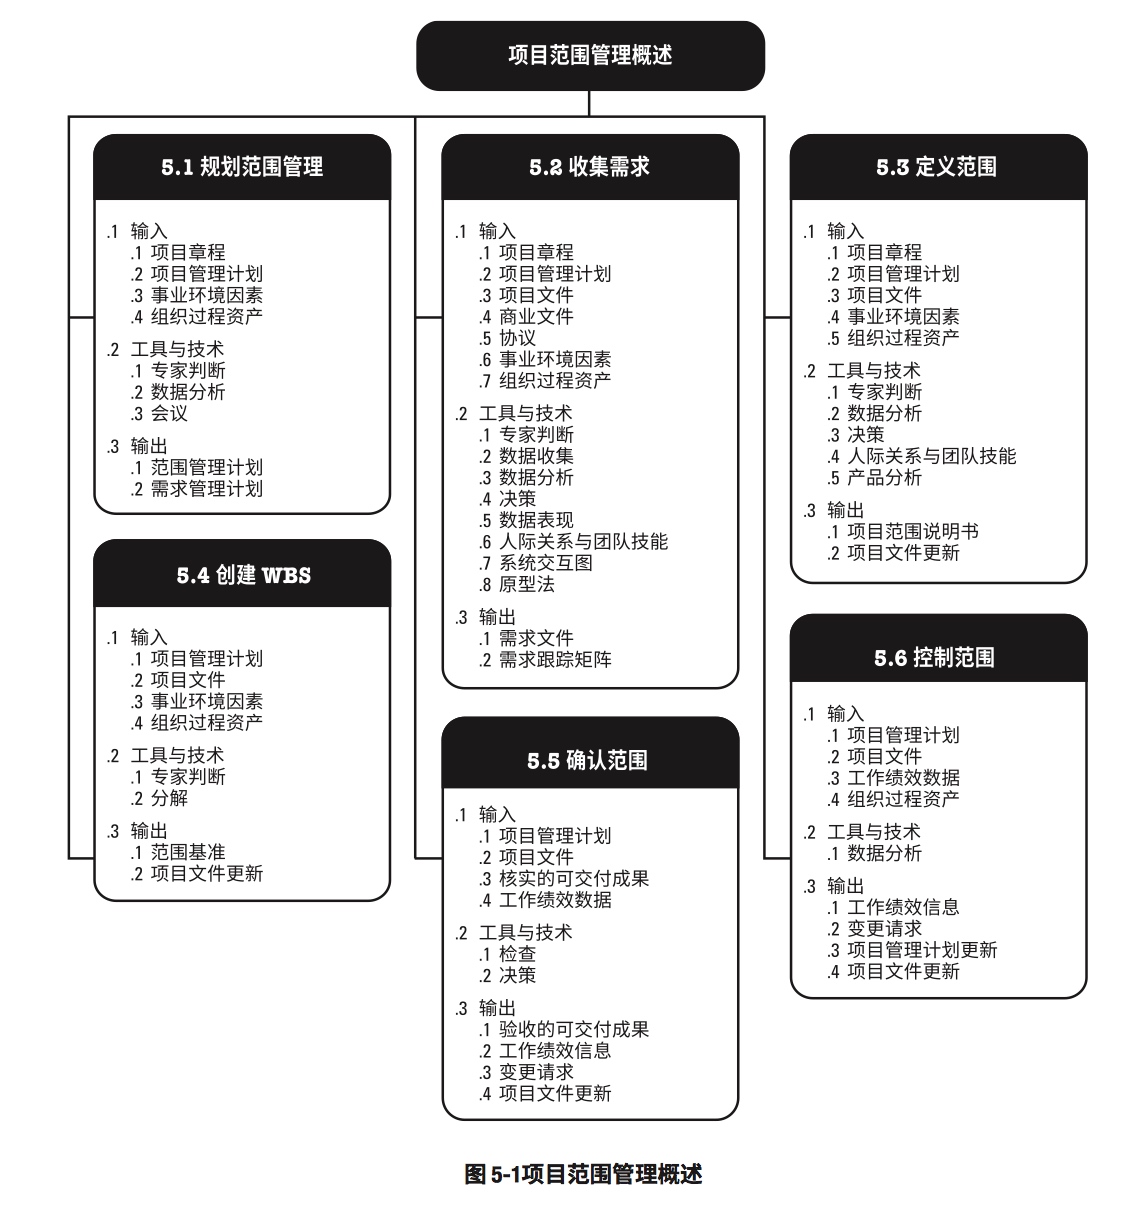 项目范围管理概述
5.1 规划范围管理
.1 输入
.1 项目章程
.2 项目管理计划
.3 事业环境因素
.4 组织过程资产
.2 工具与技术
.1 专家判断
.2 数据分析
.3 会议
.3 输出
.1 范围管理计划
.2 需求管理计划
5.2 收集需求
.1 输入
.1 项目章程
.2 项目管理计划
.3 项目文件
.4 商业文件
.5 协议
.6 事业环境因素
.7 组织过程资产
.2 工具与技术
.1 专家判断
.2 数据收集
.3 数据分析
.4 决策
.5 数据表现
.6 人际关系与团队技能
.7 系统交互图
.8 原型法
.3 输出
.1 需求文件
.2 需求跟踪矩阵
5.3 定义范围
.1 输入
.1 项目章程
.2 项目管理计划
.3 项目文件
.4 事业环境因素
.5 组织过程资产
.2 工具与技术
.1 专家判断
.2 数据分析
.3 决策
.4 人际关系与团队技能
.5 产品分析
.3 输出
.1 项目范围说明书
.2 项目文件更新
5.4 创建 WBS
.1 输入
.1 项目管理计划
.2 项目文件
.3 事业环境因素
.4 组织过程资产
.2 工具与技术
.1 专家判断
.2 分解
.3 输出
.1 范围基准
.2 项目文件更新
5.5 确认范围
.1 输入
.1 项目管理计划
.2 项目文件
.3 核实的可交付成果
.4 工作绩效数据
.2 工具与技术
.1 检查
.2 决策
.3 输出
.1 验收的可交付成果
.2 工作绩效信息
.3 变更请求
.4 项目文件更新
5.6 控制范围
.1 输入
.1 项目管理计划
.2 项目文件
.3 工作绩效数据
.4 组织过程资产
.2 工具与技术
.1 数据分析
.3 输出
.1 工作绩效信息
.2 变更请求
.3 项目管理计划更新
.4 项目文件更新
图 5-1项目范围管理概述